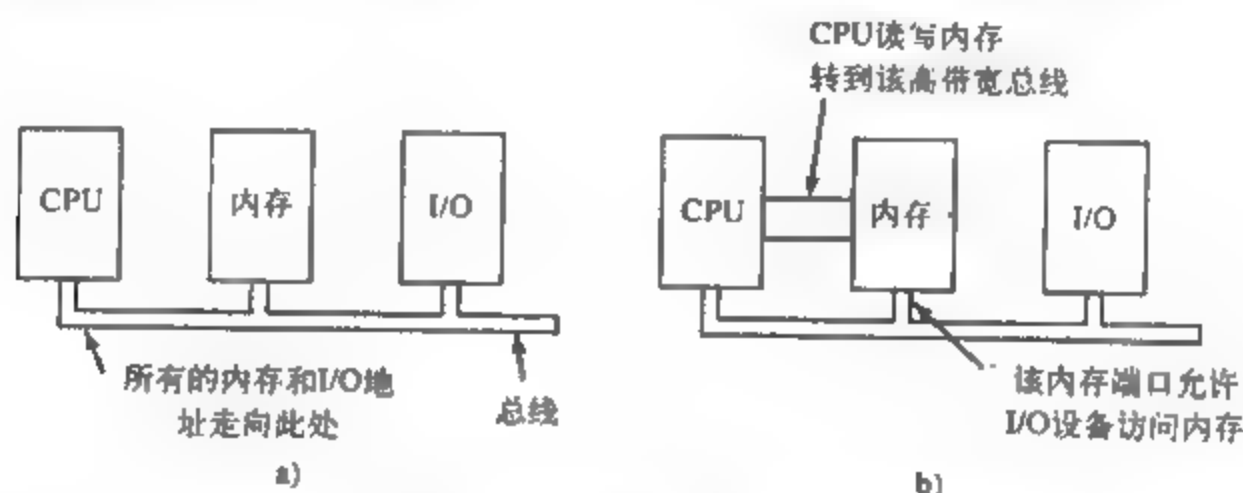 CPU
内存
I/O
所有的内存和I/O地
址走向此处
总线
a)
CPU读写内存
转到该高带宽总线
CPU
内存
I/O
该内存端口允许
I/O设备访问内存
b)